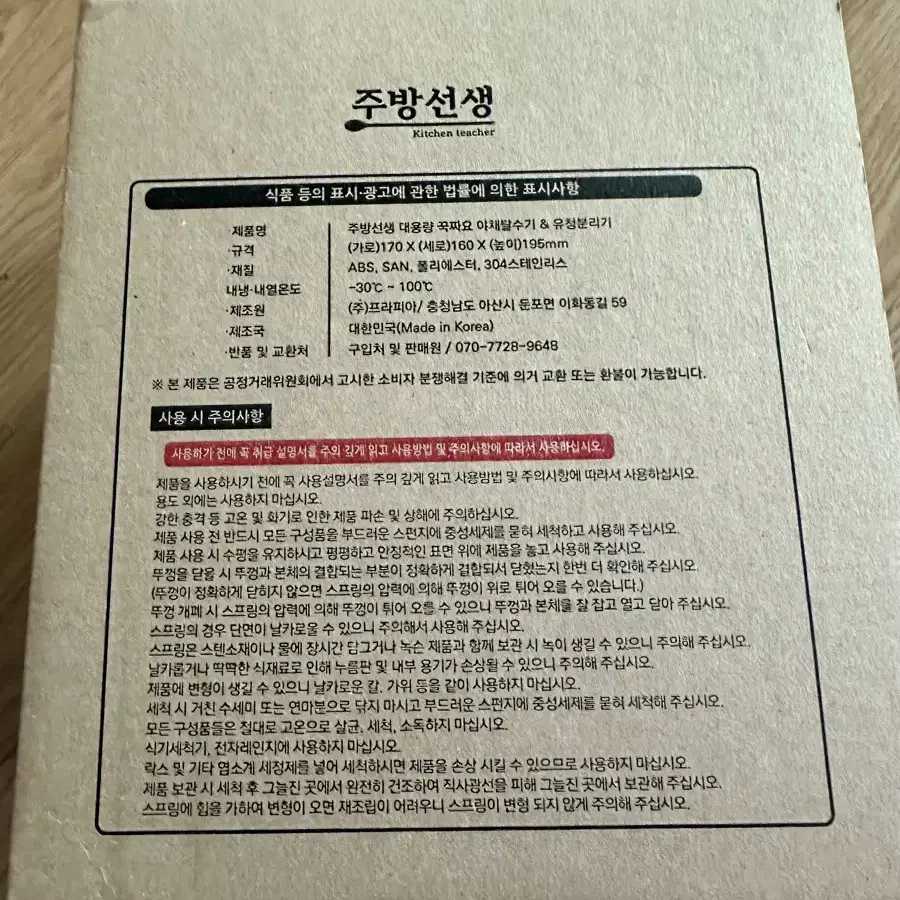 주방선생
Kitchen teacher
식품 등의 표시·광고에 관한 법률에 의한 표시사항
·제품명 주방선생 대용량 꾹짜요 야채탈수기 & 유청분리기
·규격 (가로)170 X (세로)160 X (높이)195mm
·재질 ABS, SAN, 폴리에스터, 304스테인리스
내냉·내열온도 -30℃ ~ 100℃
·제조원 (주)프라피아/ 충청남도 아산시 둔포면 이화동길 59
·제조국 대한민국(Made in Korea)
·반품 및 교환처 구입처 및 판매원 / 070-7728-9648
※ 본 제품은 공정거래위원회에서 고시한 소비자 분쟁해결 기준에 의거 교환 또는 환불이 가능합니다.
사용 시 주의사항
사용하기 전에 꼭 취급 설명서를 주의 깊게 읽고 사용방법 및 주의사항에 따라서 사용하십시오.
제품을 사용하시기 전에 꼭 사용설명서를 주의 깊게 읽고 사용방법 및 주의사항에 따라서 사용하십시오.
용도 외에는 사용하지 마십시오.
강한 충격 등 고온 및 화기로 인한 제품 파손 및 상해에 주의하십시오.
제품 사용 전 반드시 모든 구성품을 부드러운 스펀지에 중성세제를 묻혀 세척하고 사용해 주십시오.
제품 사용 시 수평을 유지하시고 평평하고 안정적인 표면 위에 제품을 놓고 사용해 주십시오.
뚜껑을 닫을 시 뚜껑과 본체의 결합되는 부분이 정확하게 결합되서 닫혔는지 한번 더 확인해 주십시오.
(뚜껑이 정확하게 닫히지 않으면 스프링의 압력에 의해 뚜껑이 위로 튀어 오를 수 있습니다.)
뚜껑 개폐 시 스프링의 압력에 의해 뚜껑이 튀어 오를 수 있으니 뚜껑과 본체를 잘 잡고 열고 닫아 주십시오.
스프링의 경우 단면이 날카로울 수 있으니 주의해서 사용해 주십시오.
스프링은 스텐소재이나 물에 장시간 담그거나 녹슨 제품과 함께 보관 시 녹이 생길 수 있으니 주의해 주십시오.
날카롭거나 딱딱한 식재료로 인해 누름판 및 내부 용기가 손상될 수 있으니 주의해 주십시오.
제품에 변형이 생길 수 있으니 날카로운 칼, 가위 등을 같이 사용하지 마십시오.
세척 시 거친 수세미 또는 연마분으로 닦지 마시고 부드러운 스펀지에 중성세제를 묻혀 세척해 주십시오.
모든 구성품들은 절대로 고온으로 살균, 세척, 소독하지 마십시오.
식기세척기, 전자레인지에 사용하지 마십시오.
락스 및 기타 염소계 세정제를 넣어 세척하시면 제품을 손상 시킬 수 있으므로 사용하지 마십시오.
제품 보관 시 세척 후 그늘진 곳에서 완전히 건조하여 직사광선을 피해 그늘진 곳에서 보관해 주십시오.
스프링에 힘을 가하여 변형이 오면 재조립이 어려우니 스프링이 변형 되지 않게 주의해 주십시오.